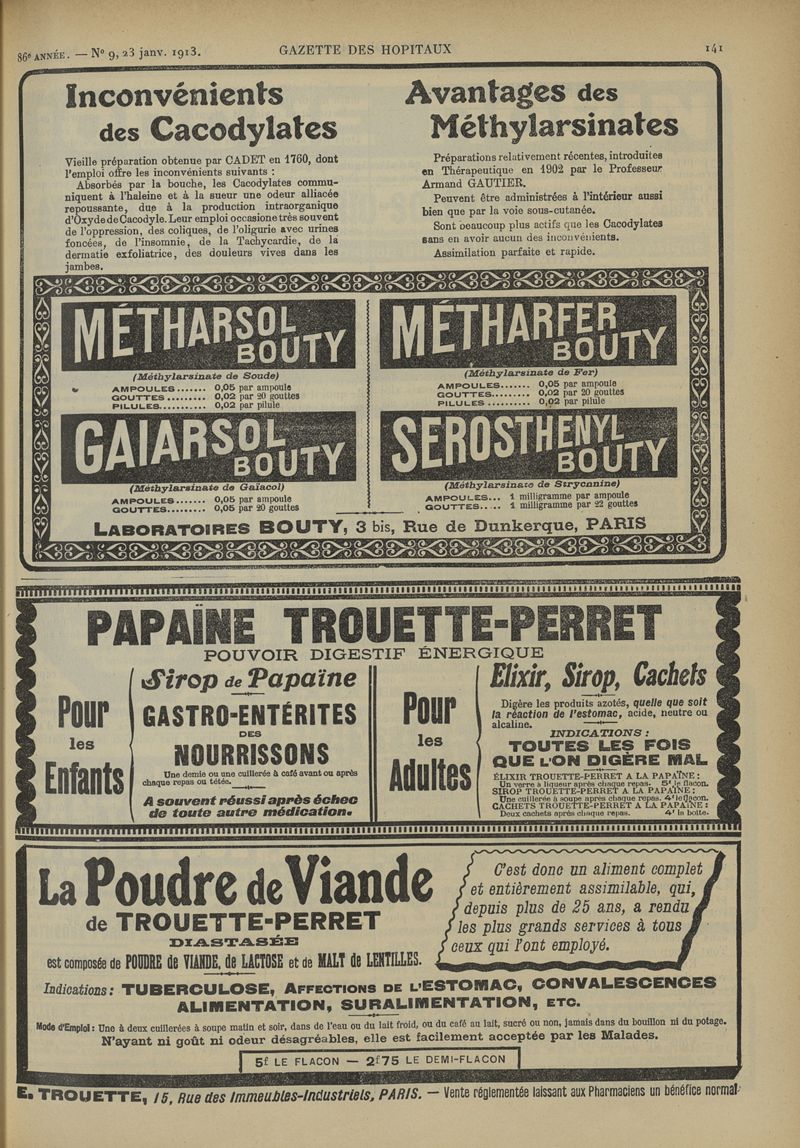 86e ANNÉE. — N° 9, 23 janv. 1913.
GAZETTE DES HOPITAUX
141
Inconvénients
des Cacodylates
Vieille préparation obtenue par CADET en 1760, dont
l'emploi offre les inconvénients suivants :
Absorbés par la bouche, les Cacodylates commu-
niquent à l'haleine et à la sueur une odeur alliacée
repoussante, due à la production intraorganique
d'Oxyde de Cacodyle. Leur emploi occasione très souvent
de l'oppression, des coliques, de l'oligurie avec urines
foncées, de l'insomnie, de la Tachycardie, de la
dermatie exfoliatrice, des douleurs vives dans les
jambes.
Avantages des
Méthylarsinates
Préparations relativement récentes, introduites
en Thérapeutique en 1902 par le Professeur
Armand GAUTIER.
Peuvent être administrées à l'intérieur aussi
bien que par la voie sous-cutanée.
Sont beaucoup plus actifs que les Cacodylates
sans en avoir aucun des inconvénients.
Assimilation parfaite et rapide.
MÉTHARSOL
BOUTY
(Méthylarsinate de Soude)
AMPOULES....... 0,05 par ampoule
GOUTTES......... 0,02 par 20 gouttes
PILULES........... 0,02 par pilule
MÉTHARFER
BOUTY
(Méthylarsinate de Fer)
AMPOULES....... 0,05 par ampoule
GOUTTES......... 0,02 par 20 gouttes
PILULES .......... 0,02 par pilule
GAIARSOL
BOUTY
(Méthylarsinate de Gaïacol)
AMPOULES....... 0,05 par ampoule
GOUTTES......... 0,05 par 20 gouttes
SEROSTHENYL
BOUTY
(Méthylarsinate de Strycnnine)
AMPOULES... 1 milligramme par ampoule
GOUTTES..... 1 milligramme par 22 gouttes
LABORATOIRES BOUTY, 3 bis, Rue de Dunkerque, PARIS
PAPAÏNE TROUETTE-PERRET
POUVOIR DIGESTIF ÉNERGIQUE
Pour
les
Enfants
Sirop de Papaïne
GASTRO-ENTÉRITES
DES
NOURRISSONS
Une demie ou une cuillerée à café avant ou après
chaque repas ou tétée.
A souvent réussi après échec
de toute autre médication.
Pour
les
Adultes
Elixir, Sirop, Cachets
Digère les produits azotés, quelle que soit
la réaction de l'estomac, acide, neutre ou
alcaline.
INDICATIONS :
TOUTES LES FOIS
QUE L'ON DIGÈRE MAL
ÉLIXIR TROUETTE-PERRET A LA PAPAÏNE :
Un verre à liqueur après chaque repas. 5f le flacon.
SIROP TROUETTE-PERRET A LA PAPAÏNE :
Une cuillerée à soupe après chaque repas. 4f le flacon.
CACHETS TROUETTE-PERRET A LA PAPAÏNE :
Deux cachets après chaque repas. 4f la boîte.
La Poudre de Viande
de TROUETTE-PERRET
DIASTASÉE
est composée de POUDRE de VIANDE, de LACTOSE et de MALT de LENTILLES.
C'est donc un aliment complet
et entièrement assimilable, qui,
depuis plus de 25 ans, a rendu
les plus grands services à tous
ceux qui l'ont employé.
Indications : TUBERCULOSE, AFFECTIONS DE L'ESTOMAC, CONVALESCENCES
ALIMENTATION, SURALIMENTATION, ETC.
Mode d'Emploi : Une à deux cuillerées à soupe matin et soir, dans de l'eau ou du lait froid, ou du café au lait, sucré ou non, jamais dans du bouillon ni du potage.
N'ayant ni goût ni odeur désagréables, elle est facilement acceptée par les Malades.
5f LE FLACON — 2f75 LE DEMI-FLACON
E. TROUETTE, 15, Rue des Immeubles-Industriels, PARIS. — Vente réglementée laissant aux Pharmaciens un bénéfice normal